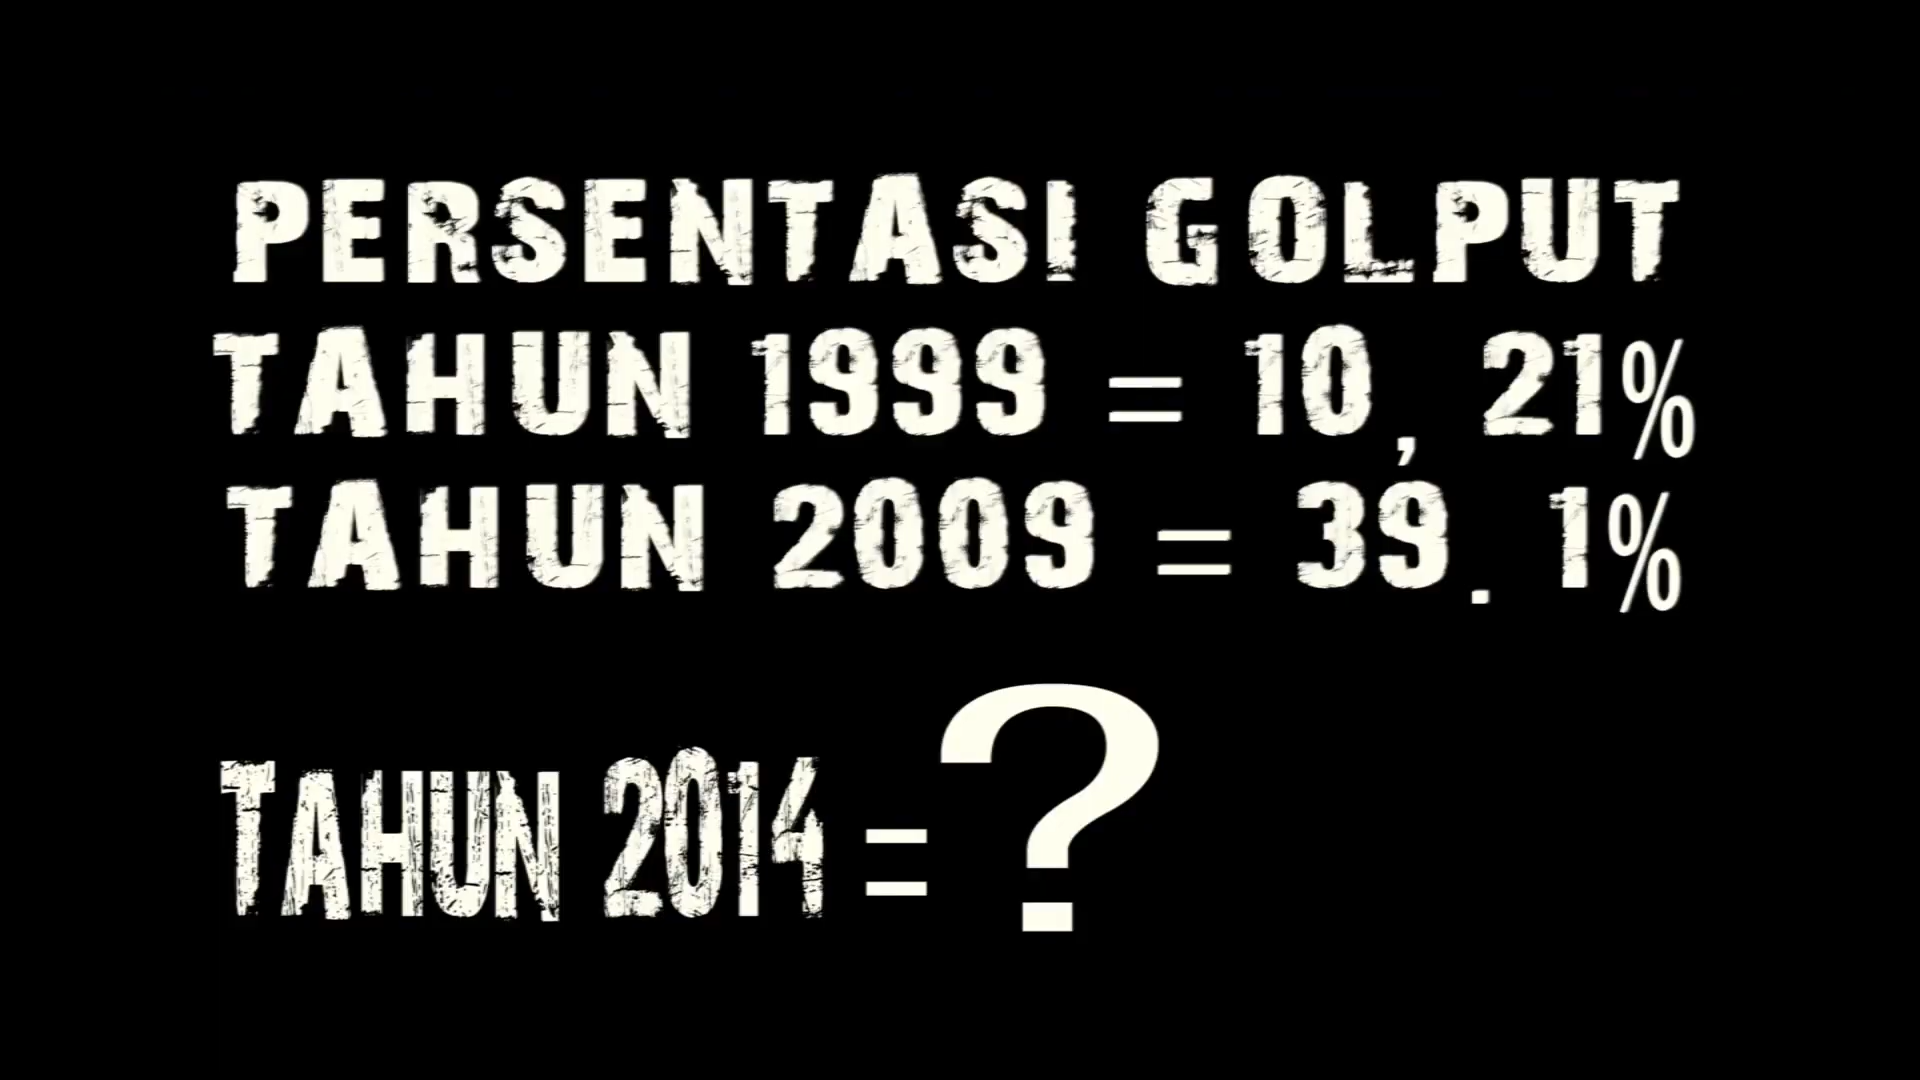 PERSENTASI GOLPUT
TAHUN 1999 = 10, 21%
TAHUN 2009 = 39. 1%
TAHUN 2014 = ?